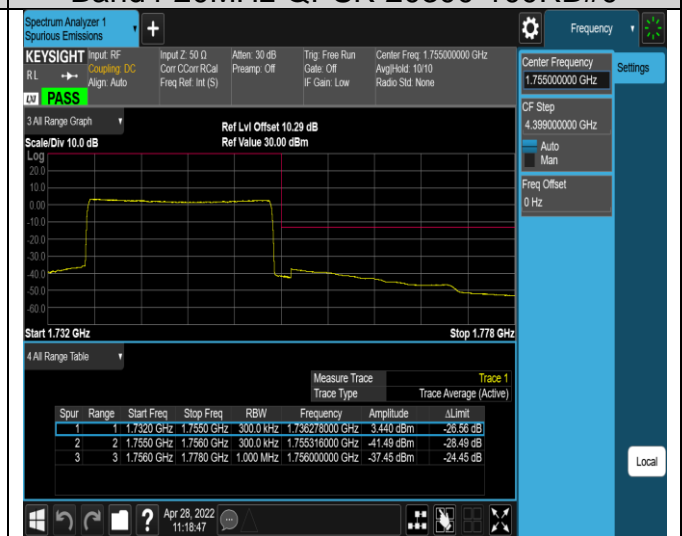 Spectrum Analyzer 1
Spurious Emissions
+
Frequency
KEYSIGHT Input: RF Input Z: 50 Ω Atten: 30 dB Trig: Free Run Center Freq: 1.755000000 GHz
RL Coupling: DC Corr CCorr RCal Preamp: Off Gate: Off Avg|Hold: 10/10
Align: Auto Freq Ref: Int (S) IF Gain: Low Radio Std: None
LXI PASS
3 All Range Graph
Ref Lvl Offset 10.29 dB
Scale/Div 10.0 dB Ref Value 30.00 dBm
Log
20.0
10.0
0.00
-10.0
-20.0
-30.0
-40.0
-50.0
-60.0
Start 1.732 GHz Stop 1.778 GHz
4 All Range Table
Measure Trace Trace 1
Trace Type Trace Average (Active)
Spur Range Start Freq Stop Freq RBW Frequency Amplitude ΔLimit
1 1 1.7320 GHz 1.7550 GHz 300.0 kHz 1.736278000 GHz 3.440 dBm -26.56 dB
2 2 1.7550 GHz 1.7560 GHz 300.0 kHz 1.755316000 GHz -41.49 dBm -28.49 dB
3 3 1.7560 GHz 1.7780 GHz 1.000 MHz 1.756000000 GHz -37.45 dBm -24.45 dB
Center Frequency
1.755000000 GHz
Settings
CF Step
4.399000000 GHz
Auto
Man
Freq Offset
0 Hz
Local
? Apr 28, 2022
11:18:47